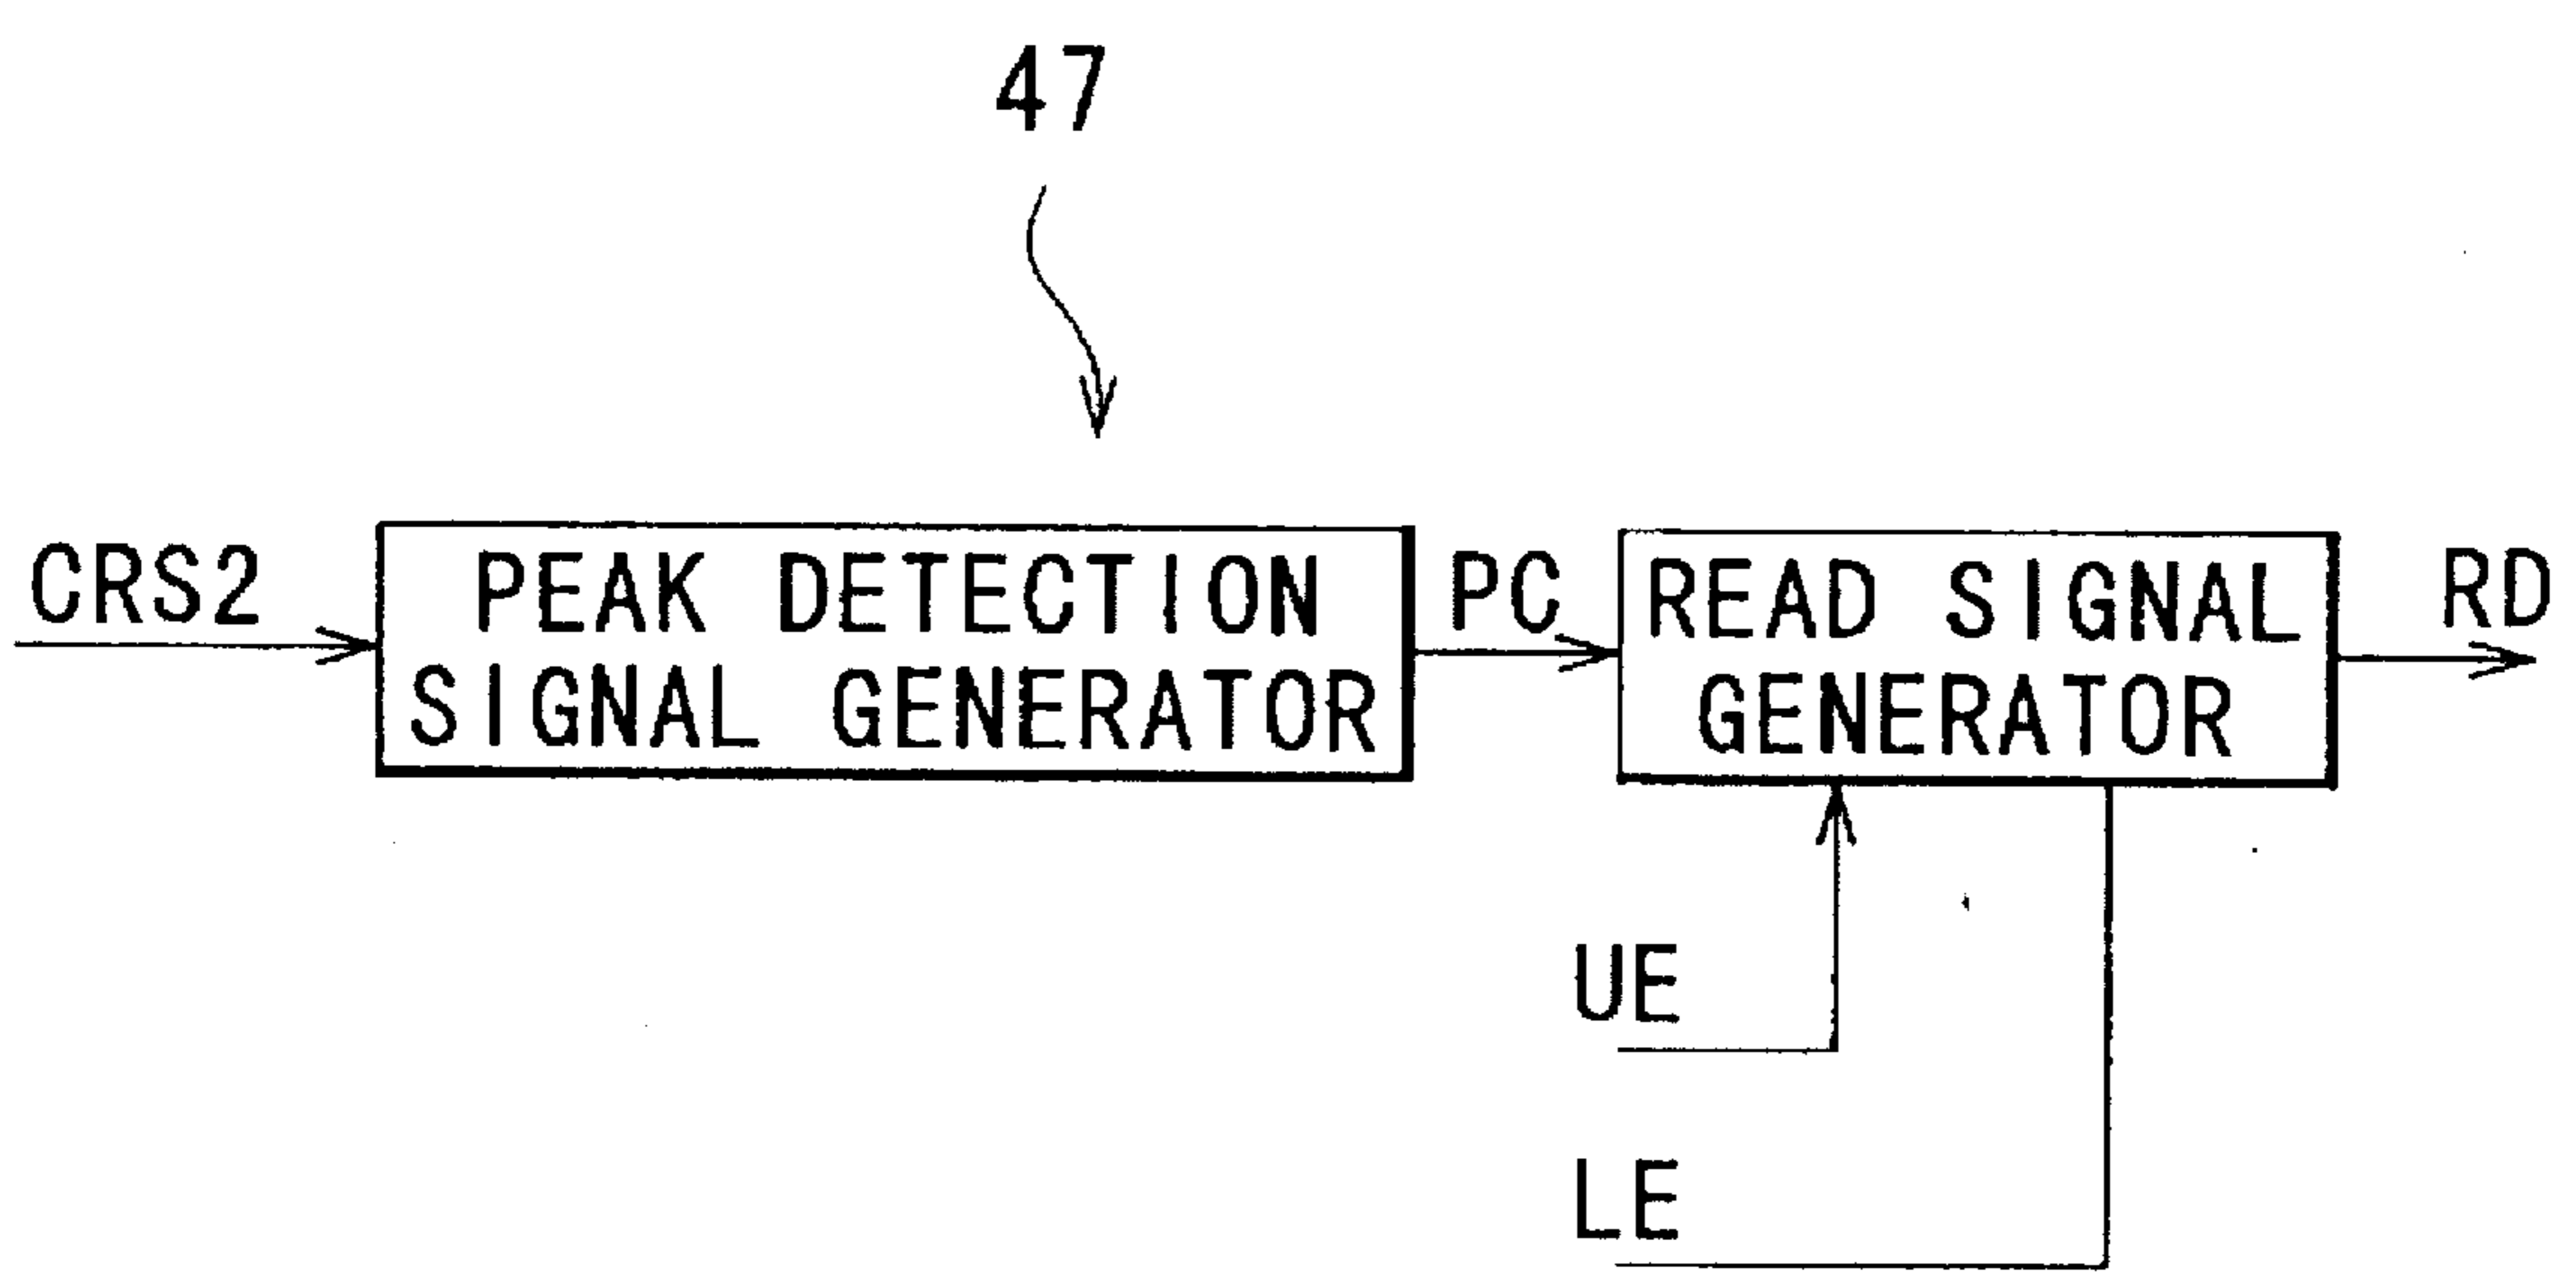 47
CRS2
PEAK DETECTION
SIGNAL GENERATOR
PC
READ SIGNAL
GENERATOR
RD
UE
LE